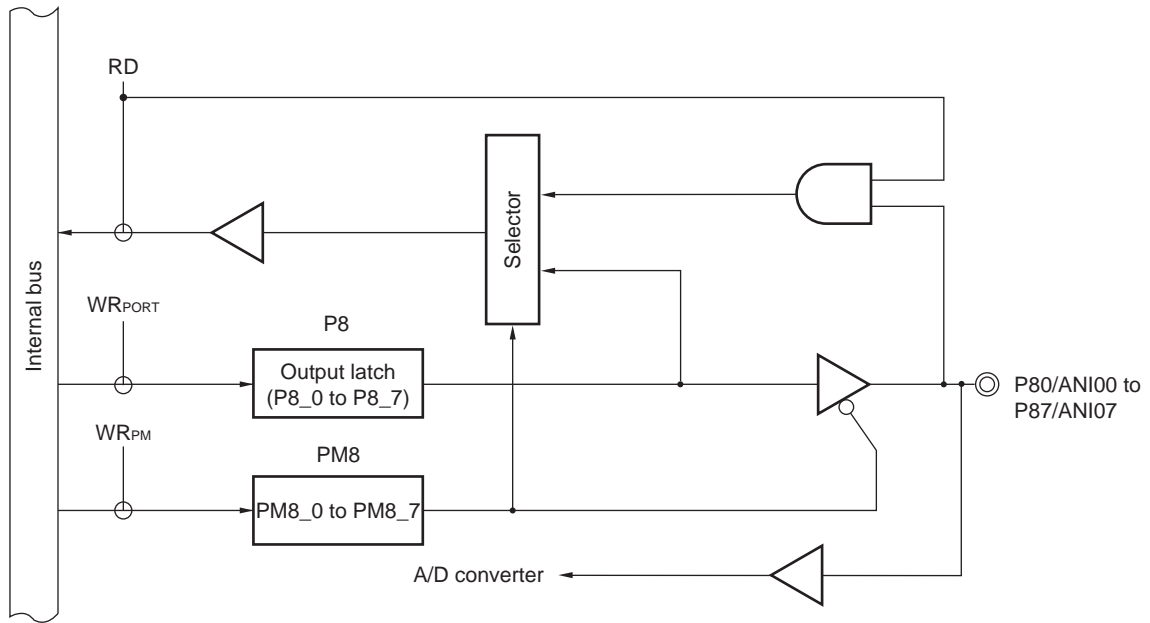 RD
Internal bus
Selector
WRPORT
P8
Output latch
(P8_0 to P8_7)
P80/ANI00 to
P87/ANI07
WRPM
PM8
PM8_0 to PM8_7
A/D converter